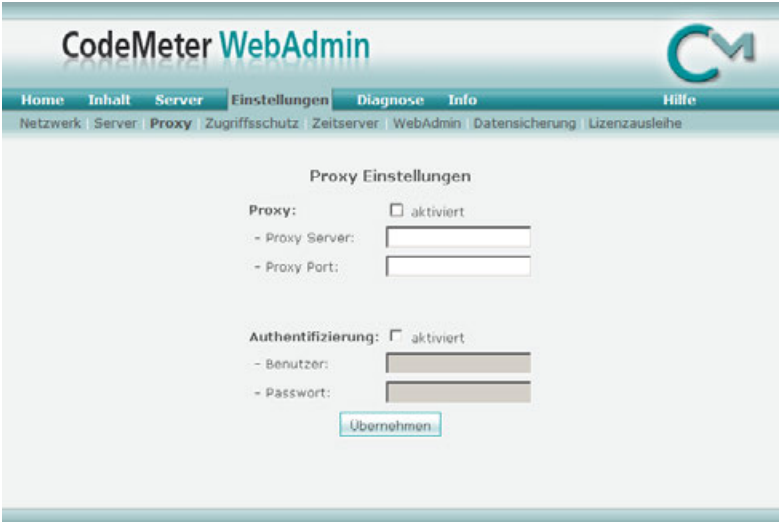 CodeMeter WebAdmin
CM
Home Inhalt Server Einstellungen Diagnose Info Hilfe
Netzwerk | Server | Proxy | Zugriffsschutz | Zeitserver | WebAdmin | Datensicherung | Lizenzausleihe
Proxy Einstellungen
Proxy: aktiviert
- Proxy Server:
- Proxy Port:
Authentifizierung: aktiviert
- Benutzer:
- Passwort:
Übernehmen